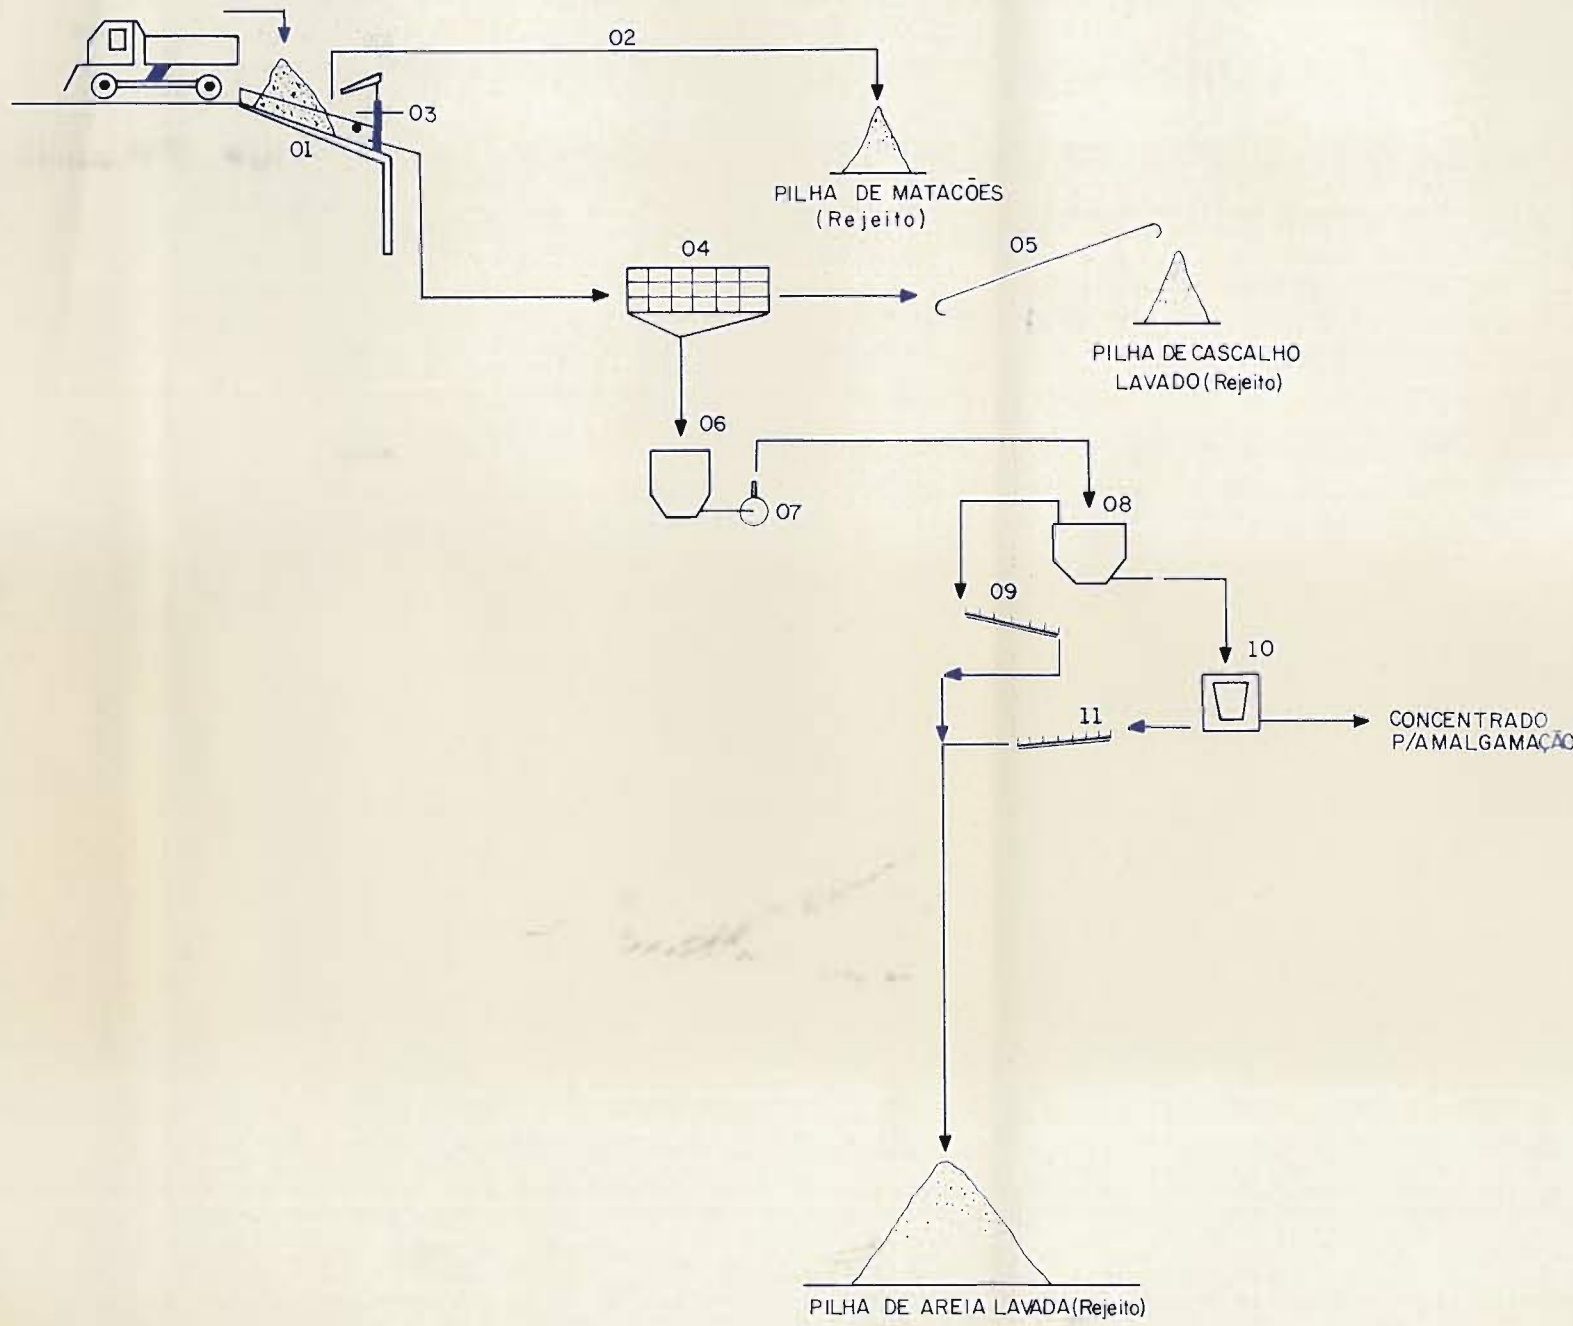 02
03
01
PILHA DE MATACÕES
(Rejeito)
04
05
PILHA DE CASCALHO
LAVADO (Rejeito)
06
07
08
09
10
11
CONCENTRADO
P/AMALGAMAÇÃO
PILHA DE AREIA LAVADA (Rejeito)